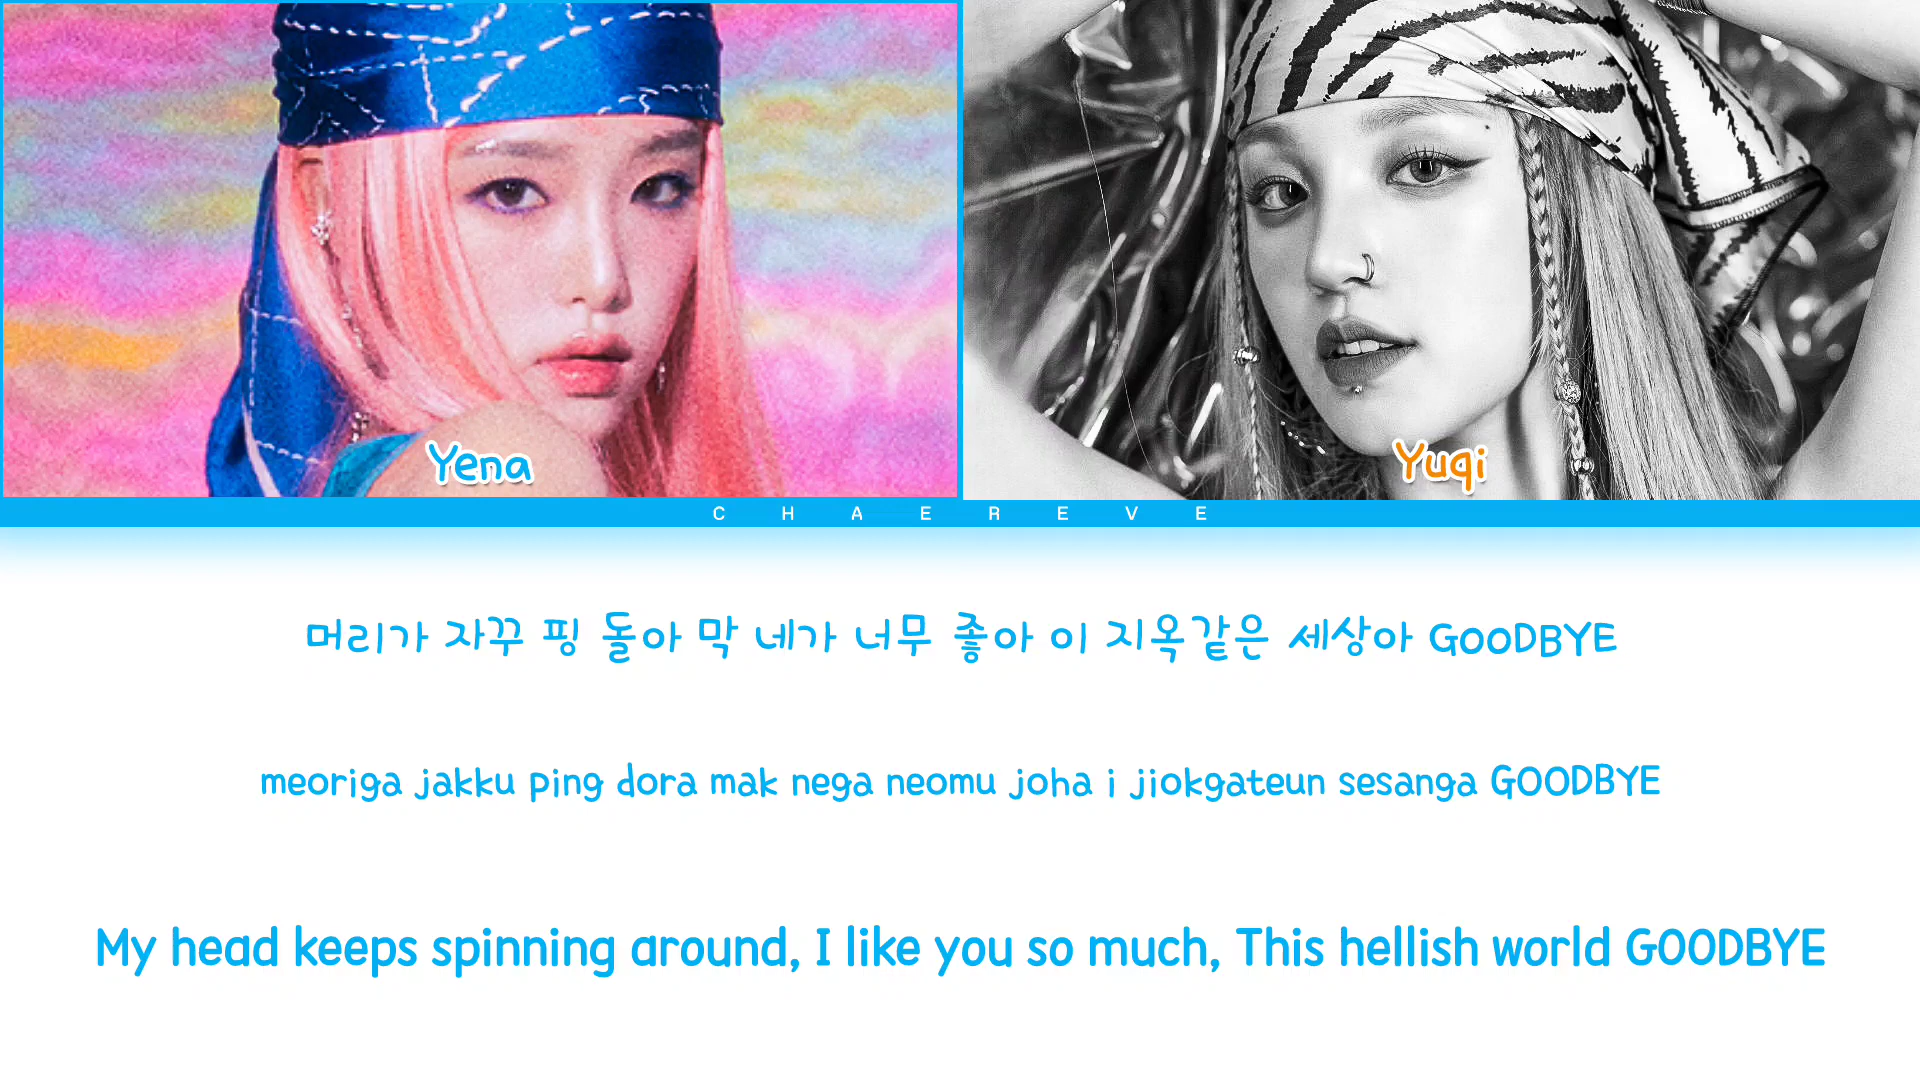 Yena
Yuqi
CHAEREVE
머리가 자꾸 핑 돌아 막 네가 너무 좋아 이 지옥같은 세상아 GOODBYE
meoriga jakku ping dora mak nega neomu joha i jiokgateun sesanga GOODBYE
My head keeps spinning around, I like you so much, This hellish world GOODBYE